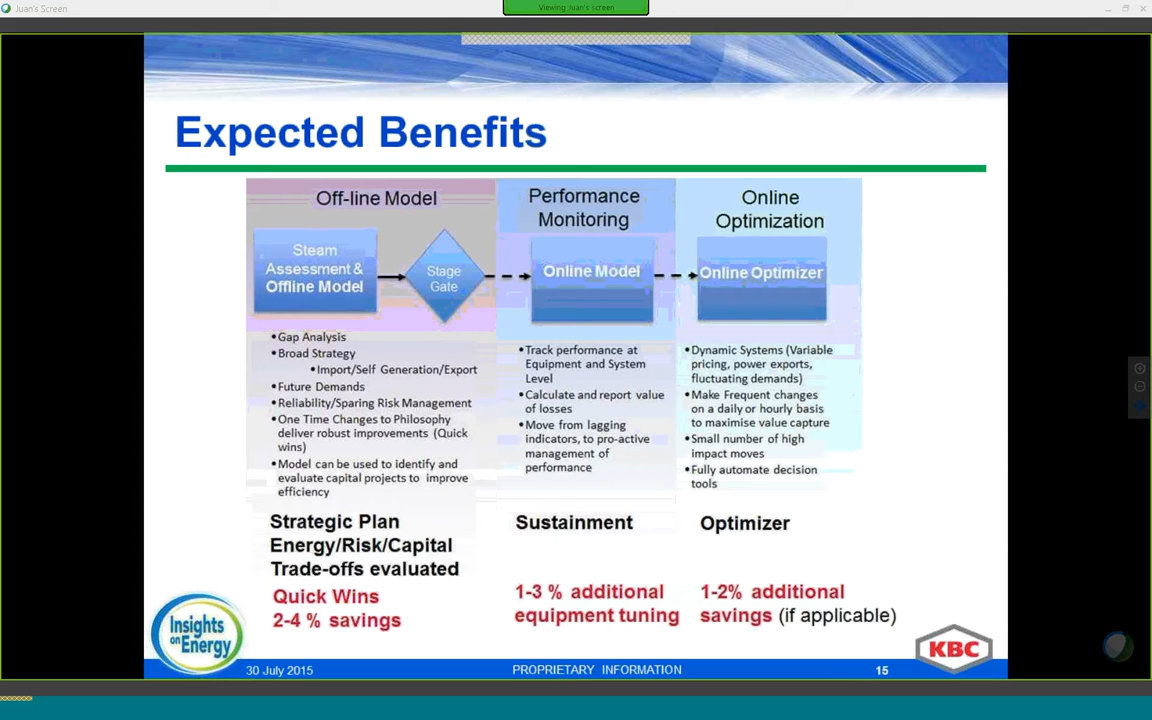 Juan's Screen
Viewing Juan's screen
Expected Benefits
Off-line Model
Steam
Assessment &
Offline Model
Stage
Gate
•Gap Analysis
•Broad Strategy
•Import/Self Generation/Export
•Future Demands
•Reliability/Sparing Risk Management
•One Time Changes to Philosophy
deliver robust improvements (Quick
wins)
•Model can be used to identify and
evaluate capital projects to improve
efficiency
Strategic Plan
Energy/Risk/Capital
Trade-offs evaluated
Quick Wins
2-4 % savings
Performance
Monitoring
Online Model
•Track performance at
Equipment and System
Level
•Calculate and report value
of losses
•Move from lagging
indicators, to pro-active
management of
performance
Sustainment
1-3 % additional
equipment tuning
Online
Optimization
Online Optimizer
•Dynamic Systems (Variable
pricing, power exports,
fluctuating demands)
•Make Frequent changes
on a daily or hourly basis
to maximise value capture
•Small number of high
impact moves
•Fully automate decision
tools
Optimizer
1-2% additional
savings (if applicable)
Insights
on Energy
30 July 2015
PROPRIETARY INFORMATION
15
KBC